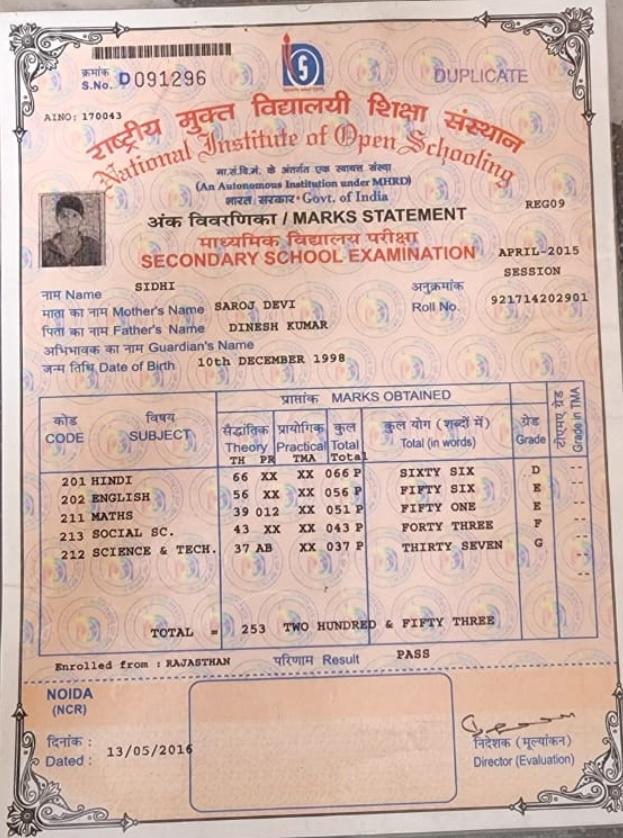 क्रमांक
S.No. D 091296
DUPLICATE
AINO: 170043
राष्ट्रीय मुक्त विद्यालयी शिक्षा संस्थान
National Institute of Open Schooling
मा.सं.वि.मं. के अंतर्गत एक स्वायत्त संस्था
(An Autonomous Institution under MHRD)
भारत सरकार • Govt. of India
अंक विवरणिका / MARKS STATEMENT
REG09
माध्यमिक विद्यालय परीक्षा
SECONDARY SCHOOL EXAMINATION
APRIL-2015
SESSION
नाम Name SIDHI
अनुक्रमांक
Roll No. 921714202901
माता का नाम Mother's Name SAROJ DEVI
पिता का नाम Father's Name DINESH KUMAR
अभिभावक का नाम Guardian's Name
जन्म तिथि Date of Birth 10th DECEMBER 1998
प्राप्तांक MARKS OBTAINED
कोड विषय सैद्धांतिक प्रायोगिक कुल कुल योग (शब्दों में) ग्रेड टीएमए ग्रेड
CODE SUBJECT Theory Practical Total Total (in words) Grade Grade in TMA
TH PR TMA Total
201 HINDI 66 XX XX 066 P SIXTY SIX D --
202 ENGLISH 56 XX XX 056 P FIFTY SIX E --
211 MATHS 39 012 XX 051 P FIFTY ONE E --
213 SOCIAL SC. 43 XX XX 043 P FORTY THREE F --
212 SCIENCE & TECH. 37 AB XX 037 P THIRTY SEVEN G --
--
TOTAL = 253 TWO HUNDRED & FIFTY THREE
Enrolled from : RAJASTHAN परिणाम Result PASS
NOIDA
(NCR)
दिनांक :
Dated : 13/05/2016
निदेशक (मूल्यांकन)
Director (Evaluation)